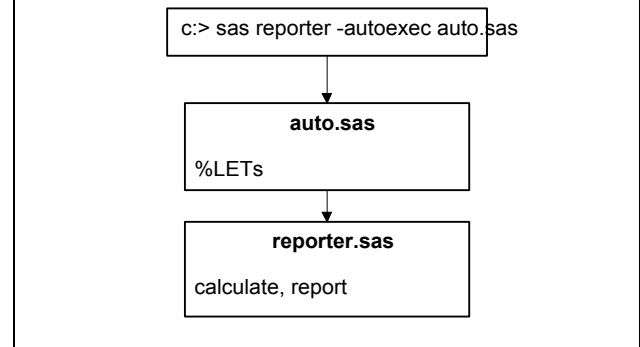 c:> sas reporter -autoexec auto.sas
auto.sas
%LETs
reporter.sas
calculate, report